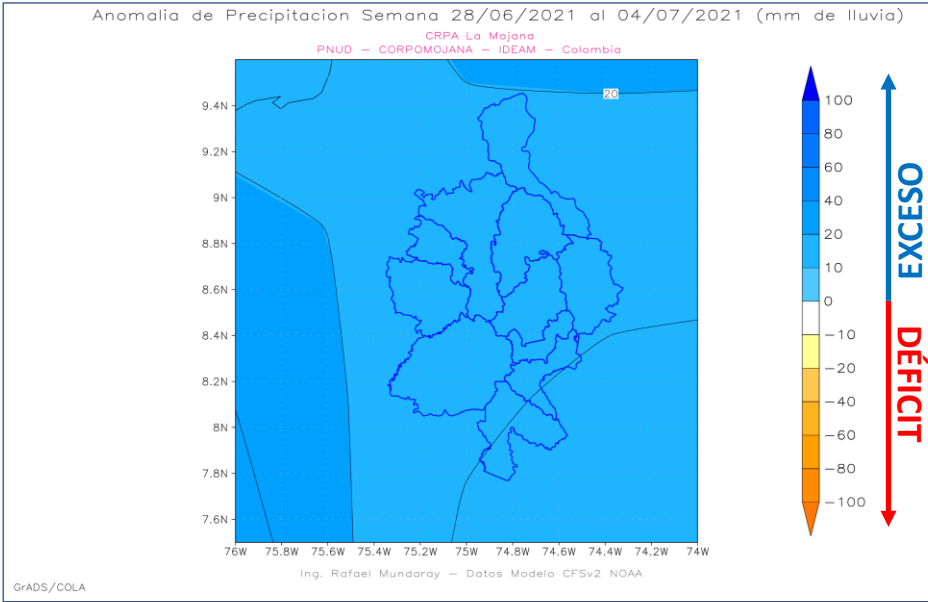 Anomalia de Precipitacion Semana 28/06/2021 al 04/07/2021 (mm de lluvia)
CRPA La Mojana
PNUD – CORPOMOJANA – IDEAM – Colombia
20
9.4N
9.2N
9N
8.8N
8.6N
8.4N
8.2N
8N
7.8N
7.6N
76W 75.8W 75.6W 75.4W 75.2W 75W 74.8W 74.6W 74.4W 74.2W 74W
100
80
60
40
20
10
0
−10
−20
−40
−60
−80
−100
EXCESO
DÉFICIT
Ing. Rafael Mundaray – Datos Modelo CFSv2 NOAA
GrADS/COLA